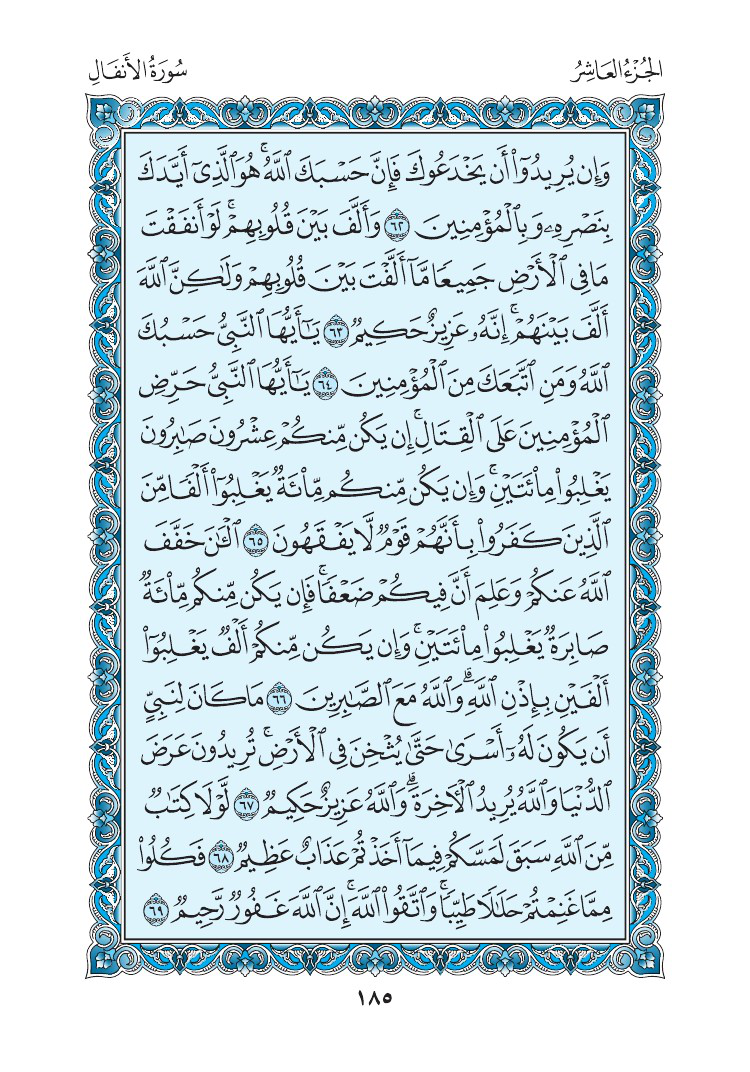 الجُزْءُ العَاشِرُ
سُورَةُ الأَنفَالِ
وَإِن يُرِيدُوٓا۟ أَن يَخْدَعُوكَ فَإِنَّ حَسْبَكَ ٱللَّهُ ۚ هُوَ ٱلَّذِىٓ أَيَّدَكَ
بِنَصْرِهِۦ وَبِٱلْمُؤْمِنِينَ ٦٢ وَأَلَّفَ بَيْنَ قُلُوبِهِمْ ۚ لَوْ أَنفَقْتَ
مَا فِى ٱلْأَرْضِ جَمِيعًا مَّآ أَلَّفْتَ بَيْنَ قُلُوبِهِمْ وَلَٰكِنَّ ٱللَّهَ
أَلَّفَ بَيْنَهُمْ ۚ إِنَّهُۥ عَزِيزٌ حَكِيمٌ ٦٣ يَٰٓأَيُّهَا ٱلنَّبِىُّ حَسْبُكَ
ٱللَّهُ وَمَنِ ٱتَّبَعَكَ مِنَ ٱلْمُؤْمِنِينَ ٦٤ يَٰٓأَيُّهَا ٱلنَّبِىُّ حَرِّضِ
ٱلْمُؤْمِنِينَ عَلَى ٱلْقِتَالِ ۚ إِن يَكُن مِّنكُمْ عِشْرُونَ صَٰبِرُونَ
يَغْلِبُوا۟ مِا۟ئَتَيْنِ ۚ وَإِن يَكُن مِّنكُم مِّا۟ئَةٌ يَغْلِبُوٓا۟ أَلْفًا مِّنَ
ٱلَّذِينَ كَفَرُوا۟ بِأَنَّهُمْ قَوْمٌ لَّا يَفْقَهُونَ ٦٥ ٱلْـَٰٔنَ خَفَّفَ
ٱللَّهُ عَنكُمْ وَعَلِمَ أَنَّ فِيكُمْ ضَعْفًا ۚ فَإِن يَكُن مِّنكُم مِّا۟ئَةٌ
صَابِرَةٌ يَغْلِبُوا۟ مِا۟ئَتَيْنِ ۚ وَإِن يَكُن مِّنكُمْ أَلْفٌ يَغْلِبُوٓا۟
أَلْفَيْنِ بِإِذْنِ ٱللَّهِ ۗ وَٱللَّهُ مَعَ ٱلصَّٰبِرِينَ ٦٦ مَا كَانَ لِنَبِىٍّ
أَن يَكُونَ لَهُۥٓ أَسْرَىٰ حَتَّىٰ يُثْخِنَ فِى ٱلْأَرْضِ ۚ تُرِيدُونَ عَرَضَ
ٱلدُّنْيَا وَٱللَّهُ يُرِيدُ ٱلْـَٔاخِرَةَ ۗ وَٱللَّهُ عَزِيزٌ حَكِيمٌ ٦٧ لَّوْلَا كِتَٰبٌ
مِّنَ ٱللَّهِ سَبَقَ لَمَسَّكُمْ فِيمَآ أَخَذْتُمْ عَذَابٌ عَظِيمٌ ٦٨ فَكُلُوا۟
مِمَّا غَنِمْتُمْ حَلَٰلًا طَيِّبًا ۚ وَٱتَّقُوا۟ ٱللَّهَ ۚ إِنَّ ٱللَّهَ غَفُورٌ رَّحِيمٌ ٦٩
١٨٥